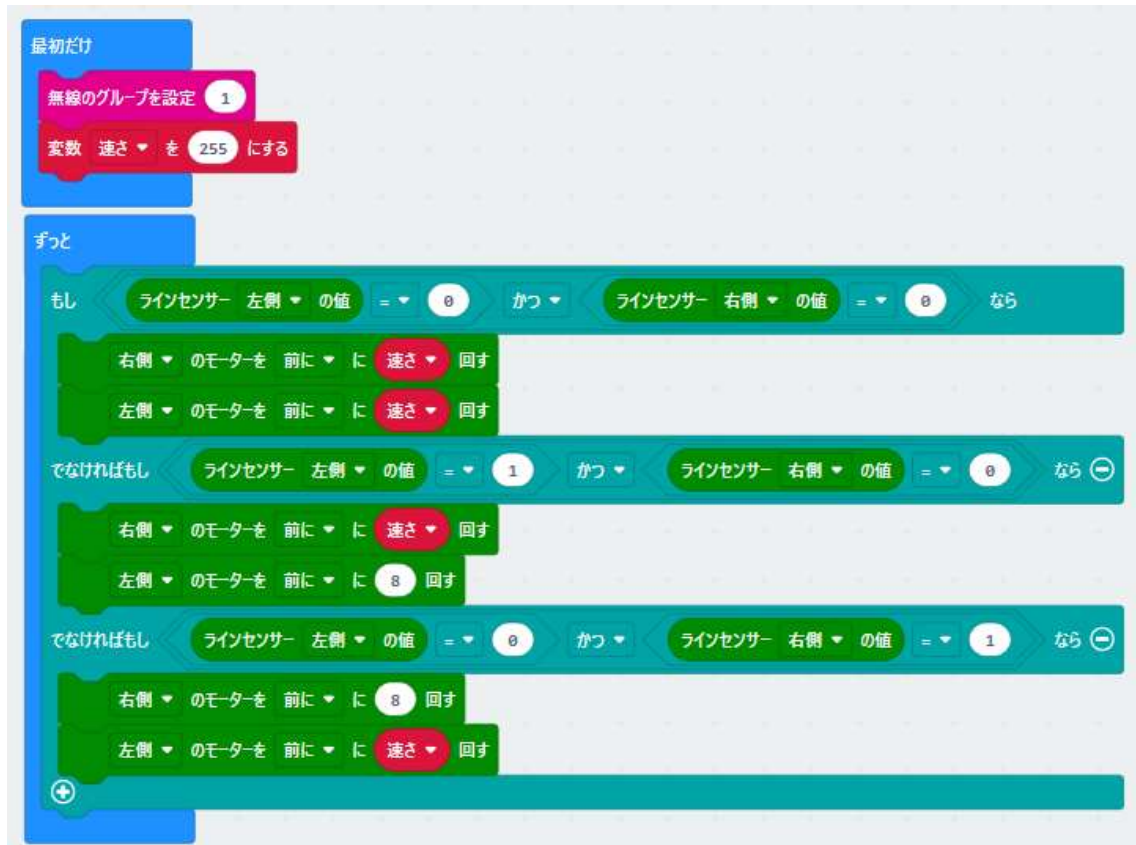 最初だけ
無線のグループを設定 1
変数 速さ を 255 にする
ずっと
もし ラインセンサー 左側 の値 = 0 かつ ラインセンサー 右側 の値 = 0 なら
右側 のモーターを 前に に 速さ 回す
左側 のモーターを 前に に 速さ 回す
でなければもし ラインセンサー 左側 の値 = 1 かつ ラインセンサー 右側 の値 = 0 なら
右側 のモーターを 前に に 速さ 回す
左側 のモーターを 前に に 8 回す
でなければもし ラインセンサー 左側 の値 = 0 かつ ラインセンサー 右側 の値 = 1 なら
右側 のモーターを 前に に 8 回す
左側 のモーターを 前に に 速さ 回す